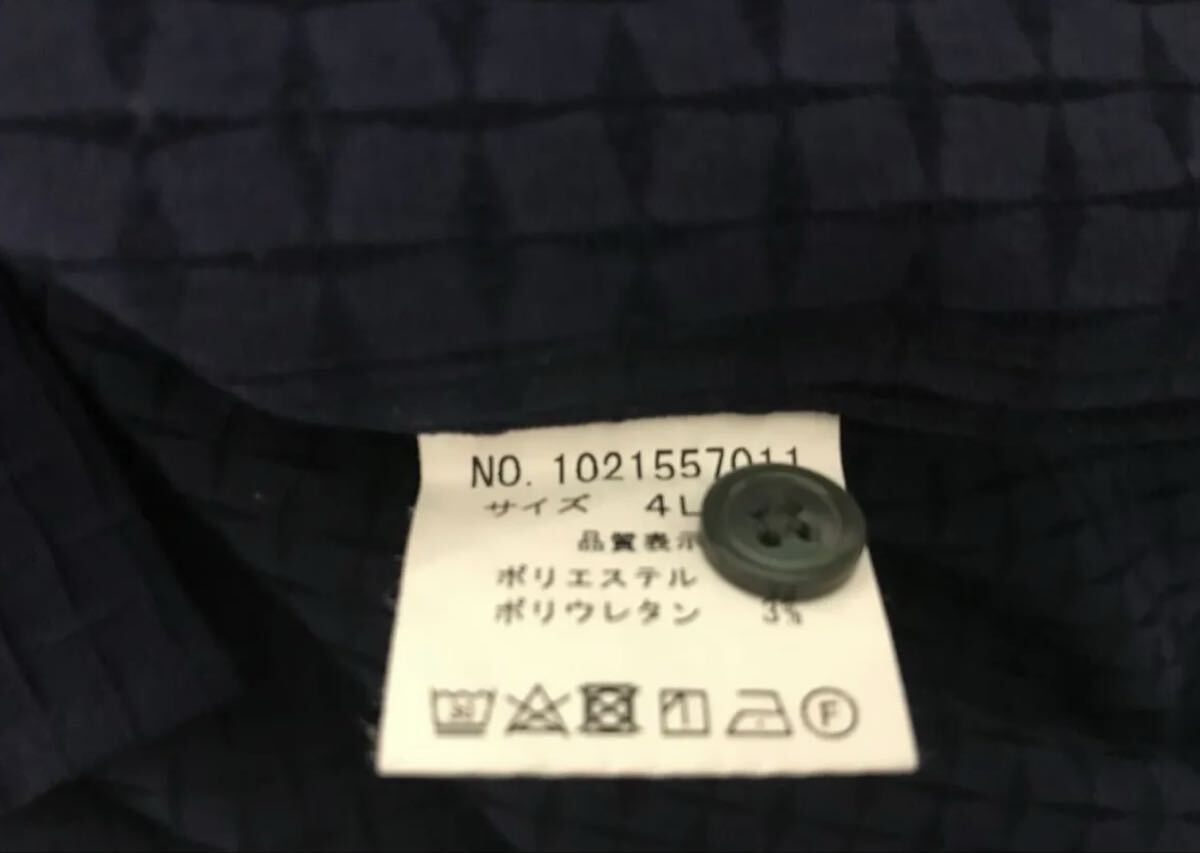 NO. 1021557011
サイズ 4L
品質表示
ポリエステル
ポリウレタン 3%
F